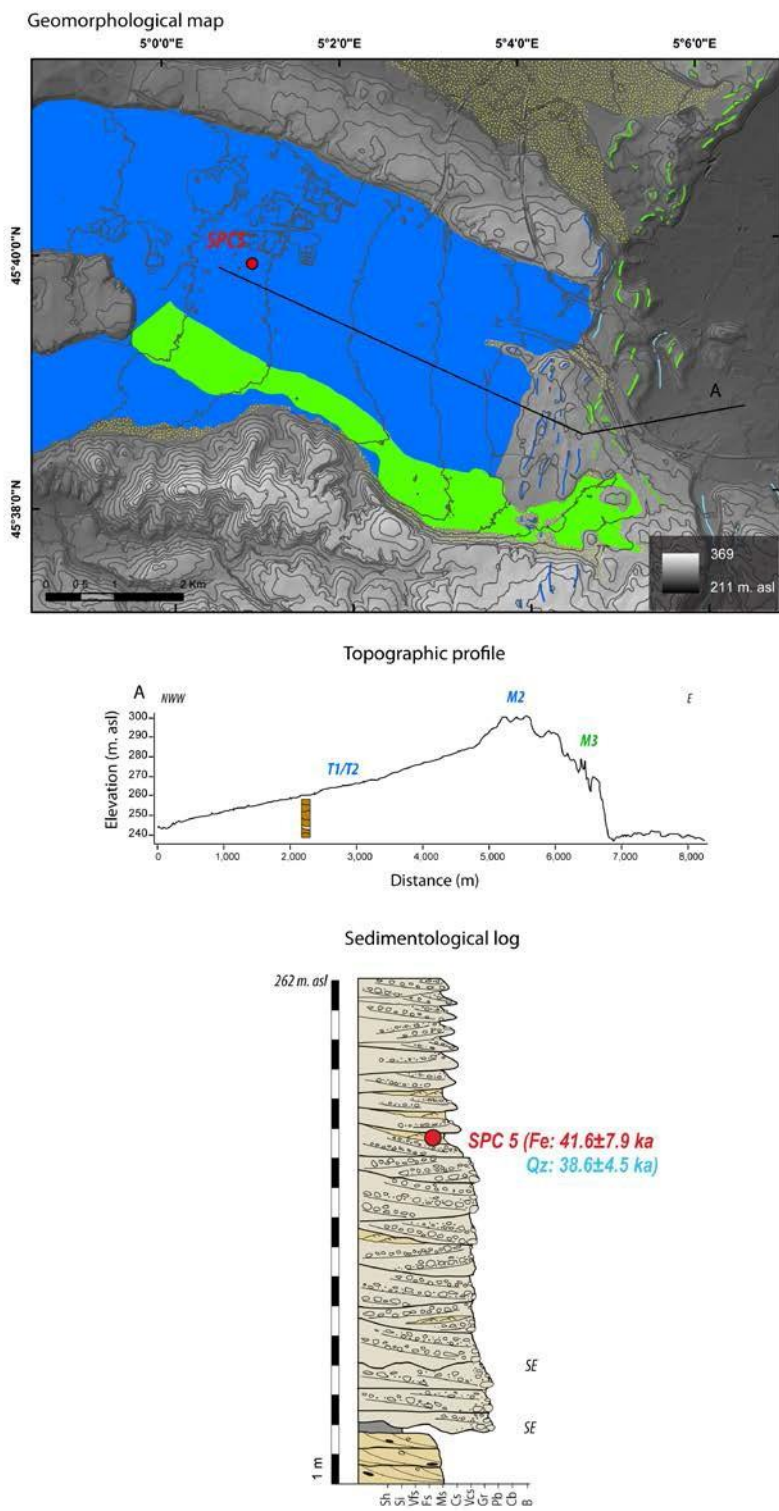 Geomorphological map
5°0'0"E 5°2'0"E 5°4'0"E 5°6'0"E
45°40'0"N
SPC5
A
45°38'0"N
0 0.5 1 2 Km
369
211 m. asl
Topographic profile
A NWW M2 E
M3
T1/T2
Elevation (m. asl)
300
290
280
270
260
250
240
0 1,000 2,000 3,000 4,000 5,000 6,000 7,000 8,000
Distance (m)
Sedimentological log
262 m. asl
SPC 5 (Fe: 41.6±7.9 ka
Qz: 38.6±4.5 ka)
SE
SE
1 m
Sh Si Vfs Fs Ms Cs Vcs Gr Pb Cb B